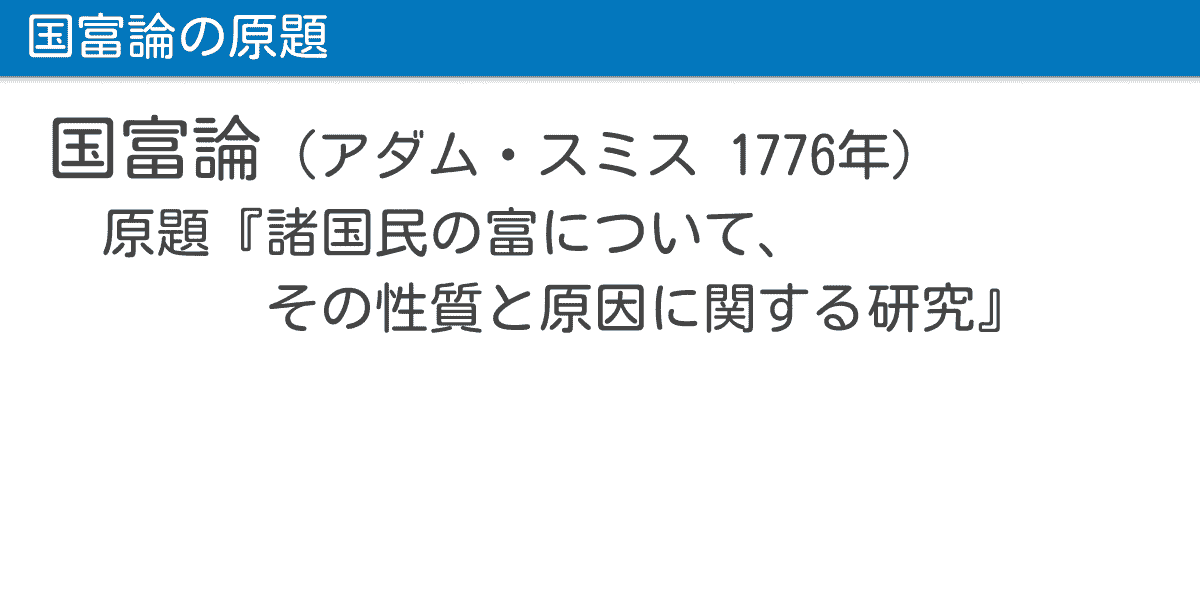 国富論の原題
国富論（アダム・スミス 1776年）
原題『諸国民の富について、
その性質と原因に関する研究』